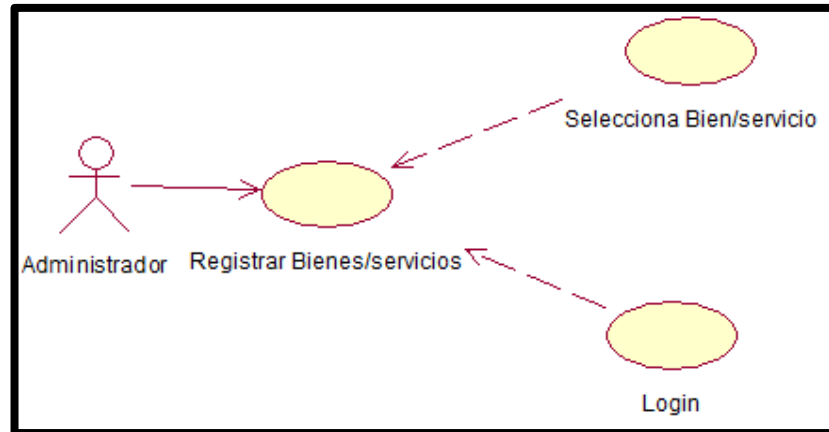 Selecciona Bien/servicio
Administrador
Registrar Bienes/servicios
Login